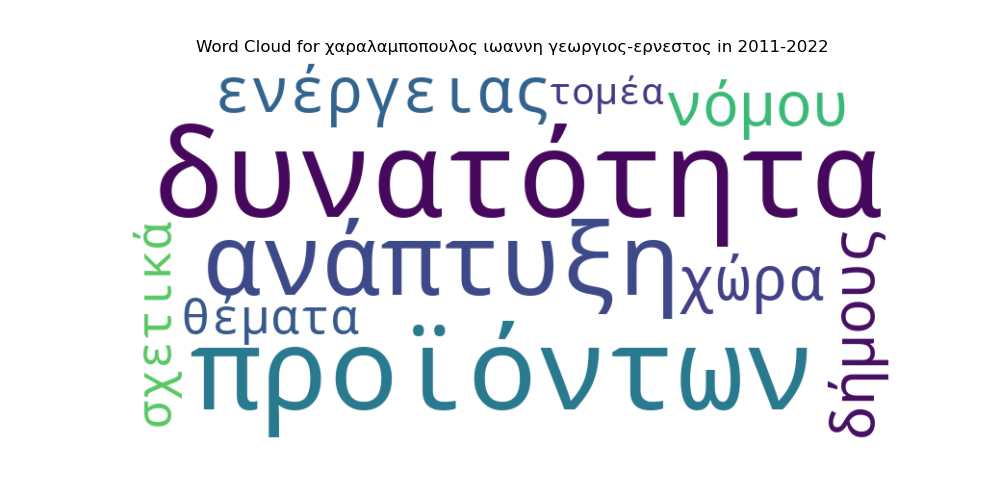 Word Cloud for χαραλαμποπουλος ιωαννη γεωργιος-ερνεστος in 2011-2022
ενέργειας
τομέα
νόμου
δυνατότητα
ανάπτυξη
χώρα
θέματα
προϊόντων
σχετικά
δήμους